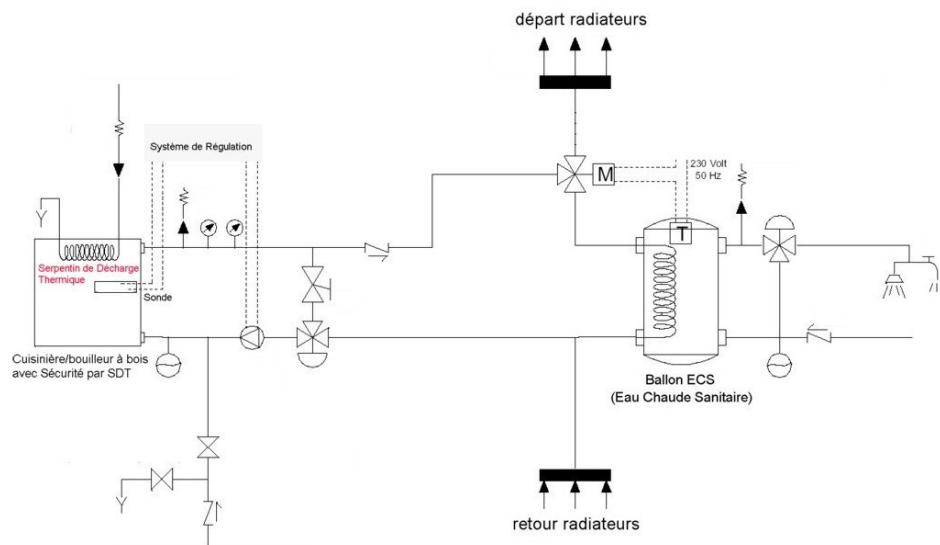 départ radiateurs
Système de Régulation
230 Volt
50 Hz
M
T
Serpentin de Décharge
Thermique
Sonde
Cuisinière/bouilleur à bois
avec Sécurité par SDT
Ballon ECS
(Eau Chaude Sanitaire)
retour radiateurs